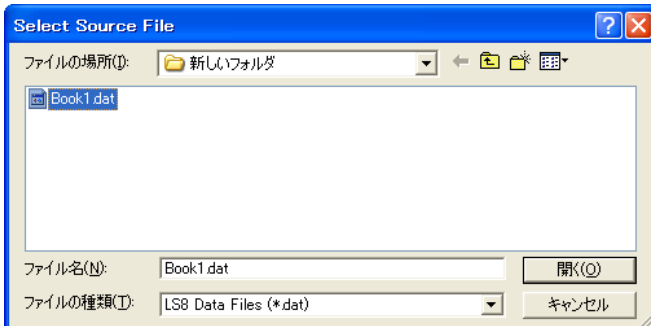 Select Source File
ファイルの場所(I):
新しいフォルダ
Book1.dat
ファイル名(N):
Book1.dat
開く(O)
ファイルの種類(T):
LS8 Data Files (*.dat)
キャンセル